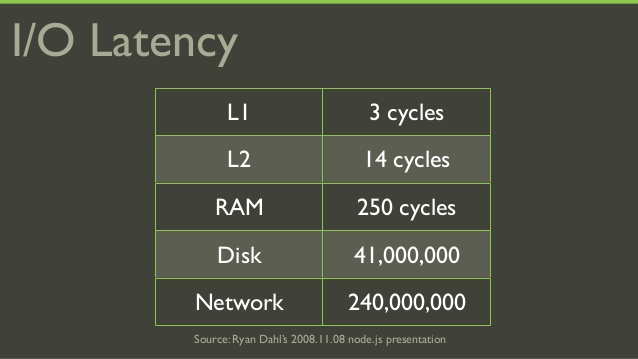 I/O Latency
L1 3 cycles
L2 14 cycles
RAM 250 cycles
Disk 41,000,000
Network 240,000,000
Source: Ryan Dahl's 2008.11.08 node.js presentation